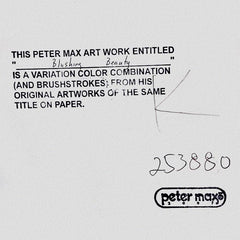 THIS PETER MAX ART WORK ENTITLED
" Blushing Beauty "
IS A VARIATION COLOR COMBINATION
(AND BRUSHSTROKES) FROM HIS
ORIGINAL ARTWORKS OF THE SAME
TITLE ON PAPER.
253880
peter max